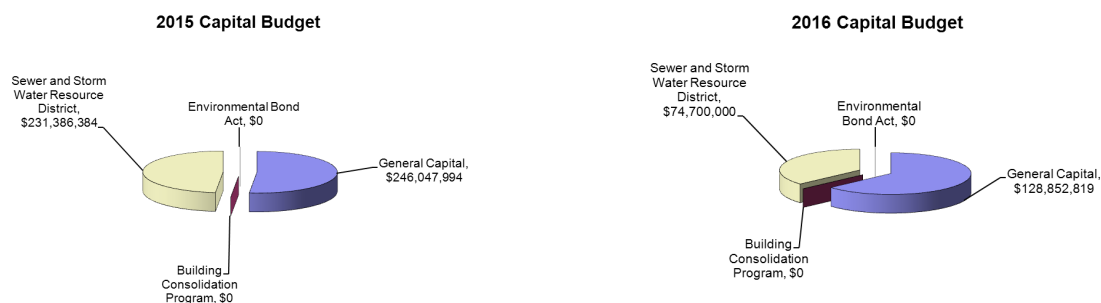 2015 Capital Budget
Sewer and Storm
Water Resource
District,
$231,386,384
Environmental Bond
Act, $0
General Capital,
$246,047,994
Building
Consolidation
Program, $0
2016 Capital Budget
Sewer and Storm
Water Resource
District,
$74,700,000
Environmental
Bond Act, $0
General Capital,
$128,852,819
Building
Consolidation
Program, $0